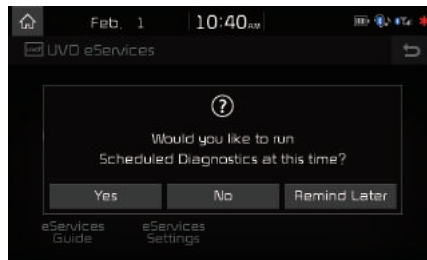 Feb. 1 10:40AM
UVO eServices
Would you like to run
Scheduled Diagnostics at this time?
Yes No Remind Later
eServices Guide
eServices Settings